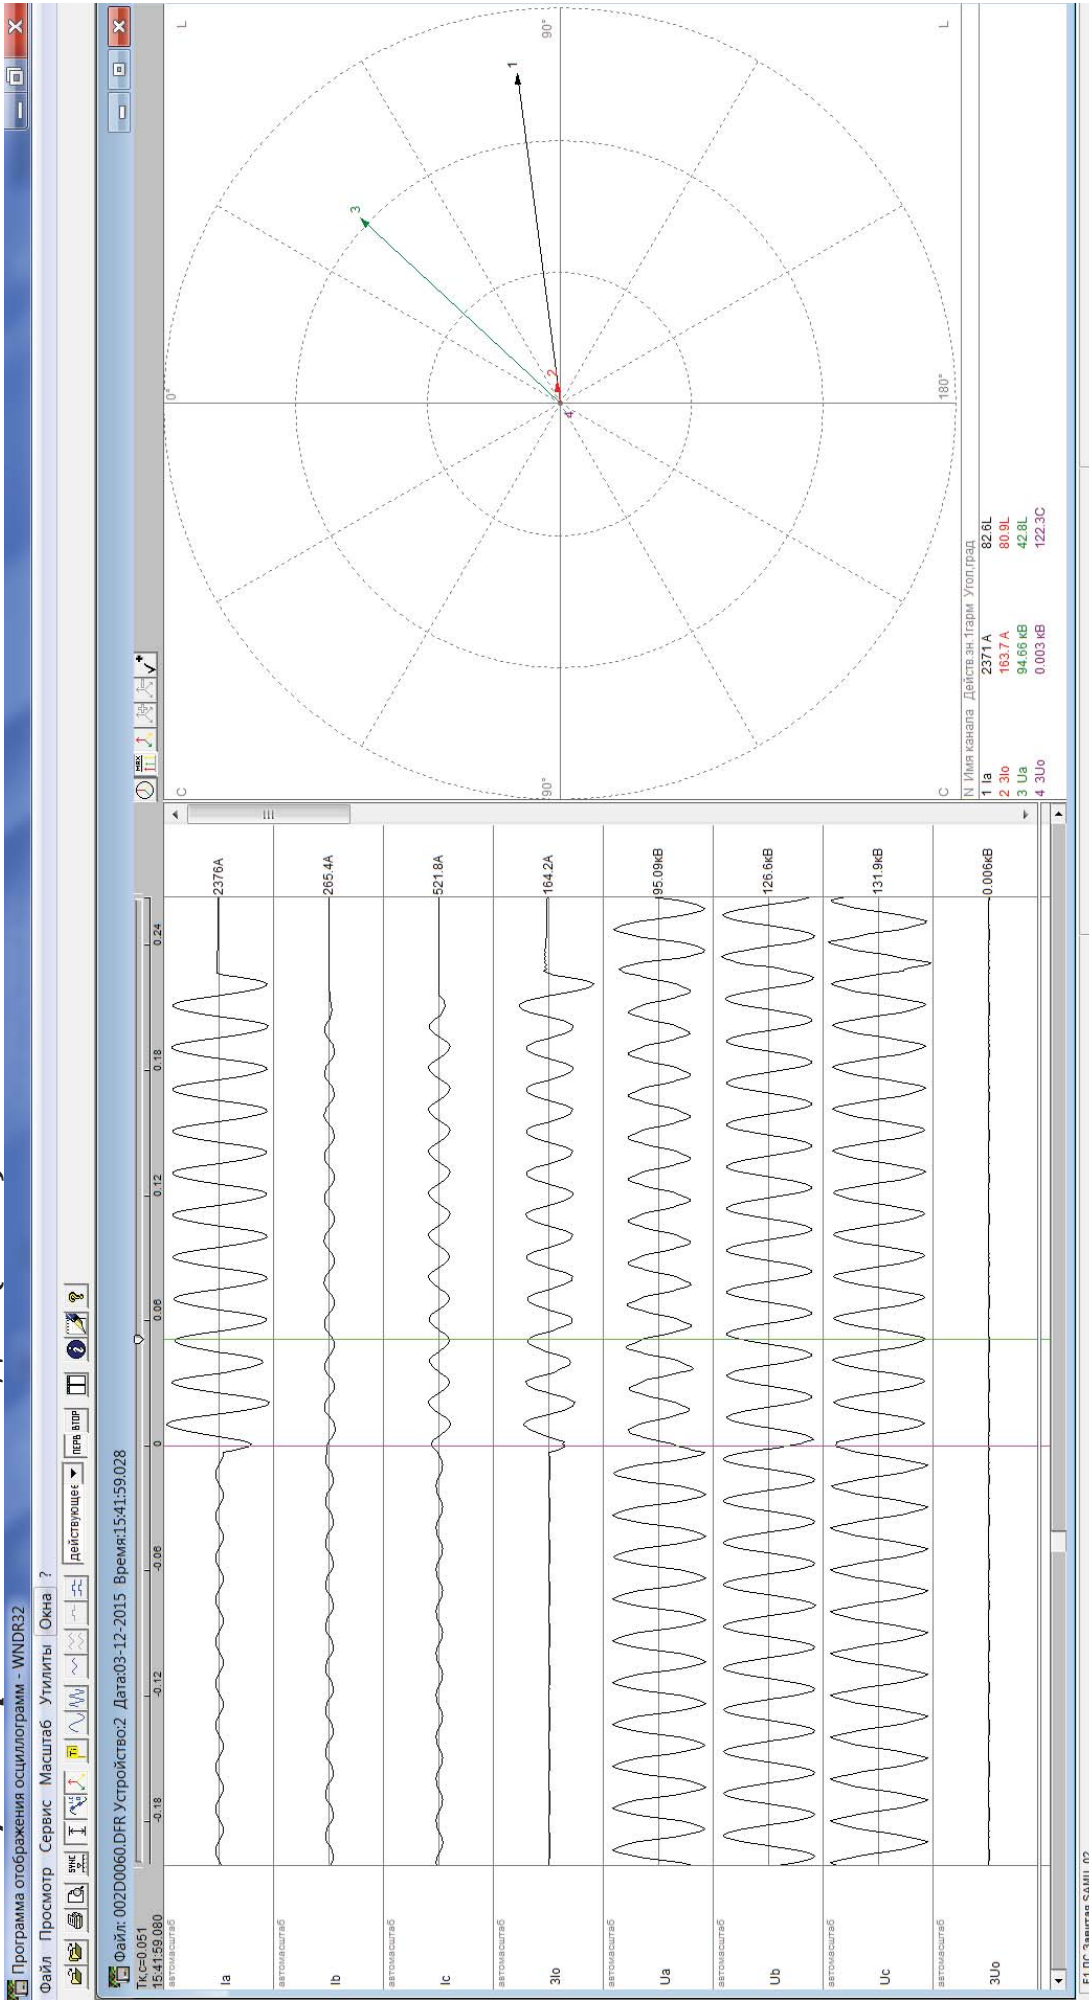 Программа отображения осциллограмм - WNDR32
Файл Просмотр Сервис Масштаб Утилиты Окна ?
SYNC
Til
действующее
ПЕРВ ВТОР
Файл: 002D0060.DFR Устройство:2 Дата:03-12-2015 Время:15:41:59.028
Тк,с=0.051
15:41:59.080
-0.18 -0.12 -0.06 0 0.06 0.12 0.18 0.24
автомасштаб
Ia
2376A
автомасштаб
Ib
265.4A
автомасштаб
Ic
521.8A
автомасштаб
3Io
164.2A
автомасштаб
Ua
95.09кВ
автомасштаб
Ub
126.6кВ
автомасштаб
Uc
131.9кВ
автомасштаб
3Uo
0.006кВ
MAX
C
0°
L
90°
90°
1
2
3
4
C
180°
L
N Имя канала Действ.зн.1гарм Угол,град
1 Ia 2371 A 82.6L
2 3Io 163.7 A 80.9L
3 Ua 94.66 кВ 42.8L
4 3Uo 0.003 кВ 122.3C